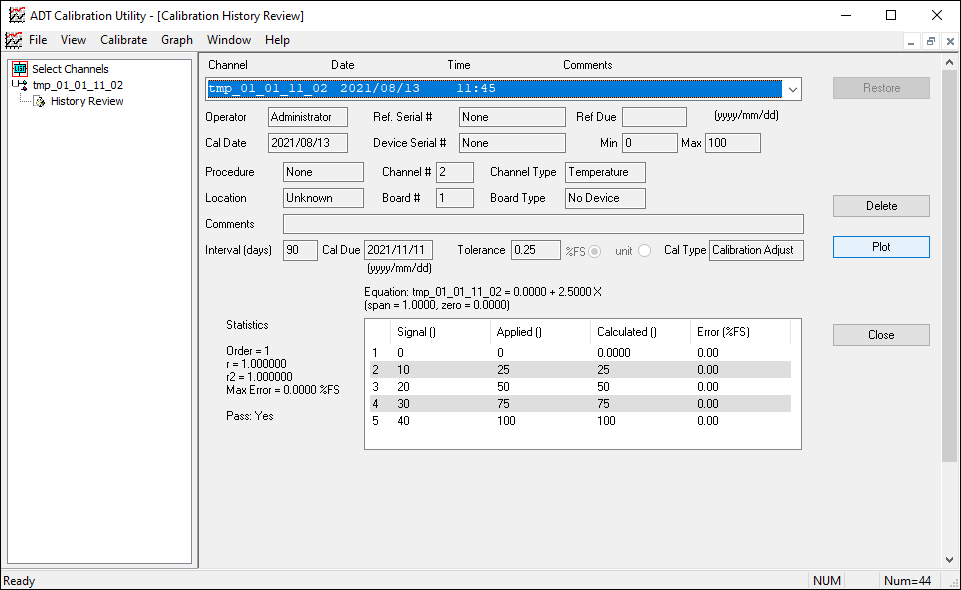 ADT Calibration Utility - [Calibration History Review]
File View Calibrate Graph Window Help
Select Channels
tmp_01_01_11_02
History Review
Channel Date Time Comments
tmp_01_01_11_02 2021/08/13 11:45
Restore
Operator Administrator Ref. Serial # None Ref Due (yyyy/mm/dd)
Cal Date 2021/08/13 Device Serial # None Min 0 Max 100
Procedure None Channel # 2 Channel Type Temperature
Location Unknown Board # 1 Board Type No Device
Delete
Comments
Interval (days) 90 Cal Due 2021/11/11 Tolerance 0.25 %FS unit Cal Type Calibration Adjust
Plot
(yyyy/mm/dd)
Equation: tmp_01_01_11_02 = 0.0000 + 2.5000 X
(span = 1.0000, zero = 0.0000)
Statistics
Order = 1
r = 1.000000
r2 = 1.000000
Max Error = 0.0000 %FS
Pass: Yes
Signal () Applied () Calculated () Error (%FS)
1 0 0 0.0000 0.00
2 10 25 25 0.00
3 20 50 50 0.00
4 30 75 75 0.00
5 40 100 100 0.00
Close
Ready NUM Num=44